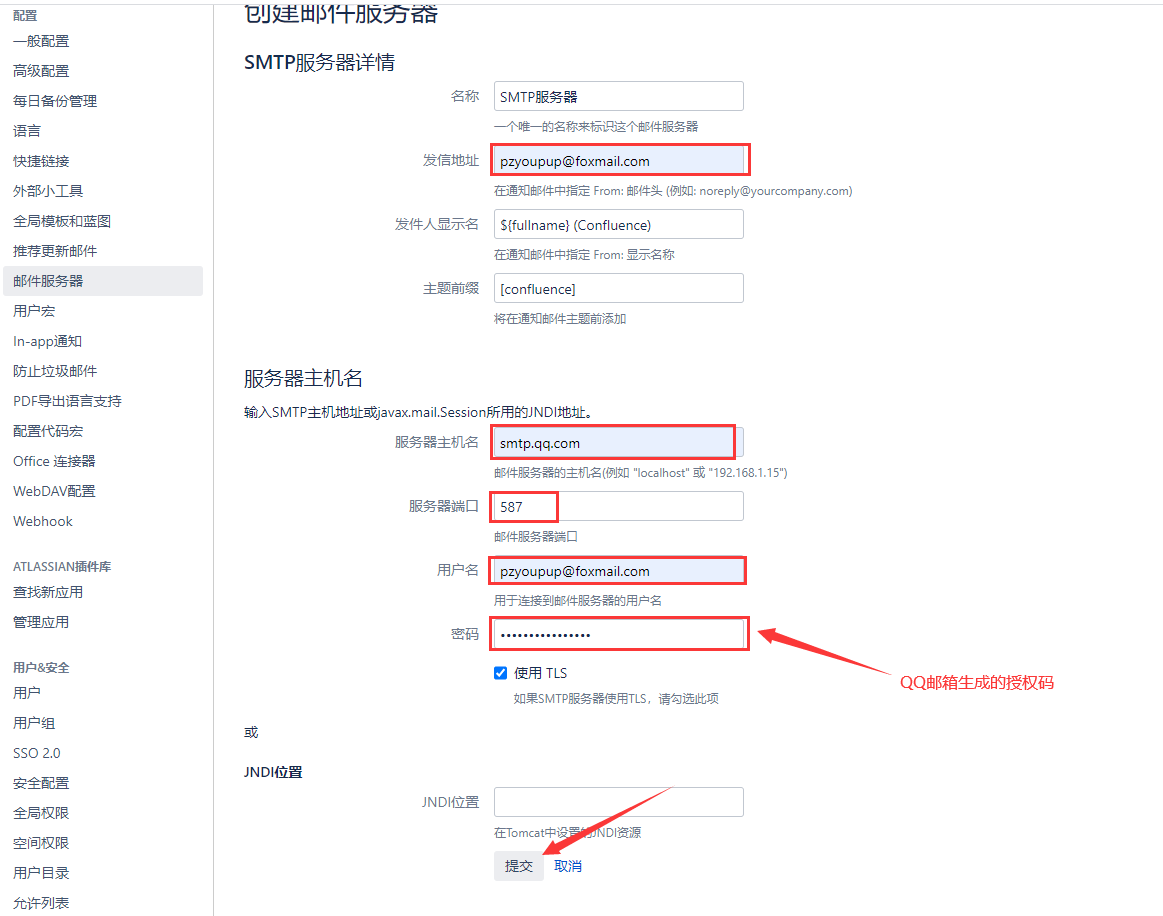 配置
一般配置
高级配置
每日备份管理
语言
快捷链接
外部小工具
全局模板和蓝图
推荐更新邮件
邮件服务器
用户宏
In-app通知
防止垃圾邮件
PDF导出语言支持
配置代码宏
Office 连接器
WebDAV配置
Webhook
ATLASSIAN插件库
查找新应用
管理应用
用户&安全
用户
用户组
SSO 2.0
安全配置
全局权限
空间权限
用户目录
允许列表
创建邮件服务器
SMTP服务器详情
名称 SMTP服务器
一个唯一的名称来标识这个邮件服务器
发信地址 pzyoupup@foxmail.com
在通知邮件中指定 From: 邮件头 (例如: noreply@yourcompany.com)
发件人显示名 ${fullname} (Confluence)
在通知邮件中指定 From: 显示名称
主题前缀 [confluence]
将在通知邮件主题前添加
服务器主机名
输入SMTP主机地址或javax.mail.Session所用的JNDI地址。
服务器主机名 smtp.qq.com
邮件服务器的主机名(例如 "localhost" 或 "192.168.1.15")
服务器端口 587
邮件服务器端口
用户名 pzyoupup@foxmail.com
用于连接到邮件服务器的用户名
密码 ••••••••••••••••
使用 TLS
如果SMTP服务器使用TLS，请勾选此项
QQ邮箱生成的授权码
或
JNDI位置
JNDI位置
在Tomcat中设置的JNDI资源
提交 取消